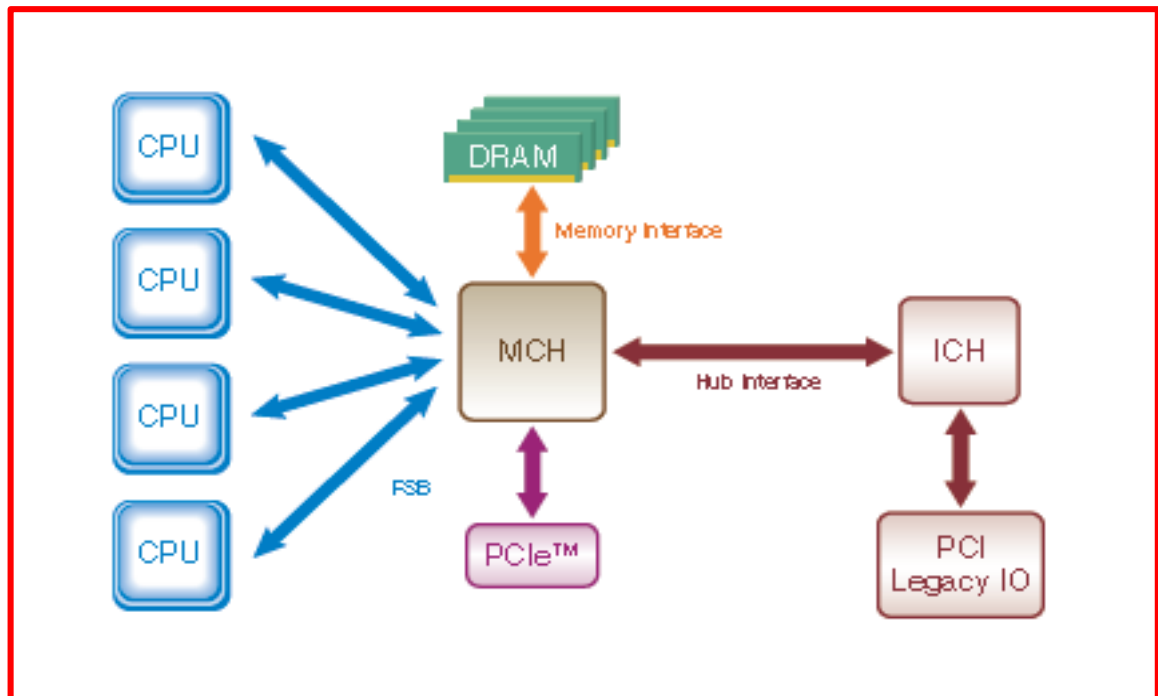 CPU
CPU
CPU
CPU
DRAM
Memory Interface
MCH
Hub Interface
ICH
FSB
PCIe™
PCI
Legacy IO